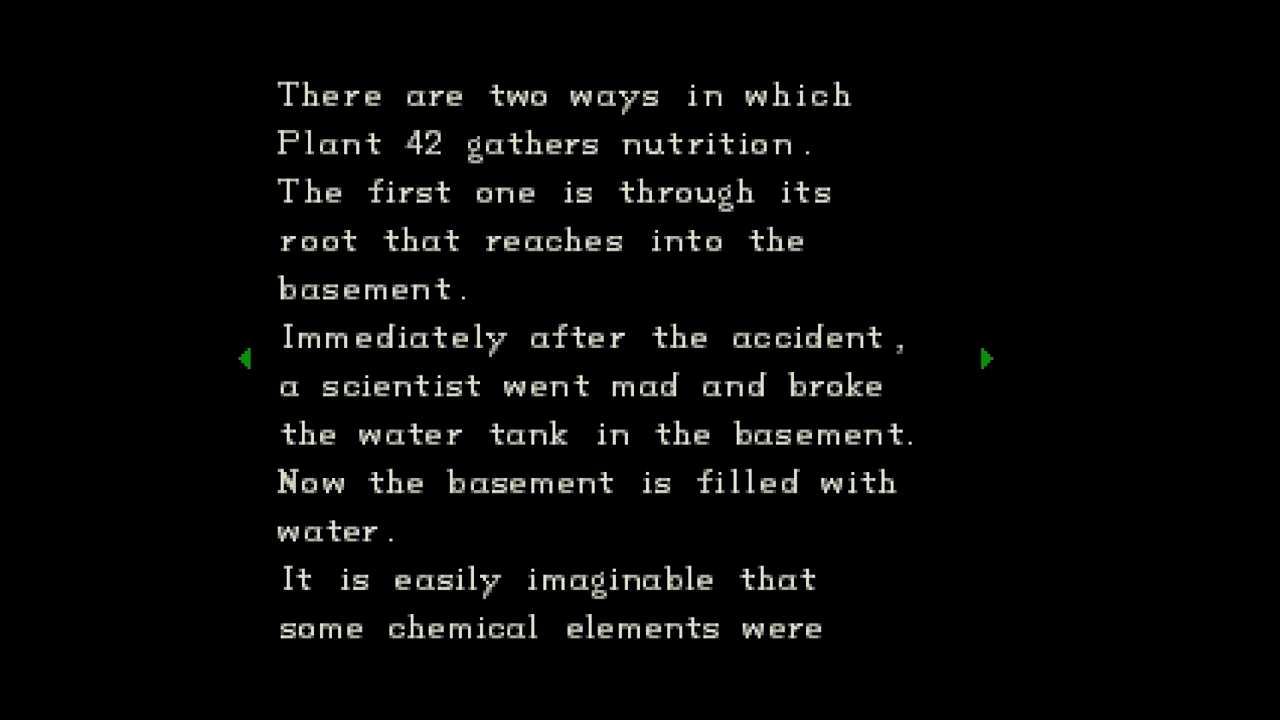 There are two ways in which
Plant 42 gathers nutrition.
The first one is through its
root that reaches into the
basement.
Immediately after the accident,
a scientist went mad and broke
the water tank in the basement.
Now the basement is filled with
water.
It is easily imaginable that
some chemical elements were